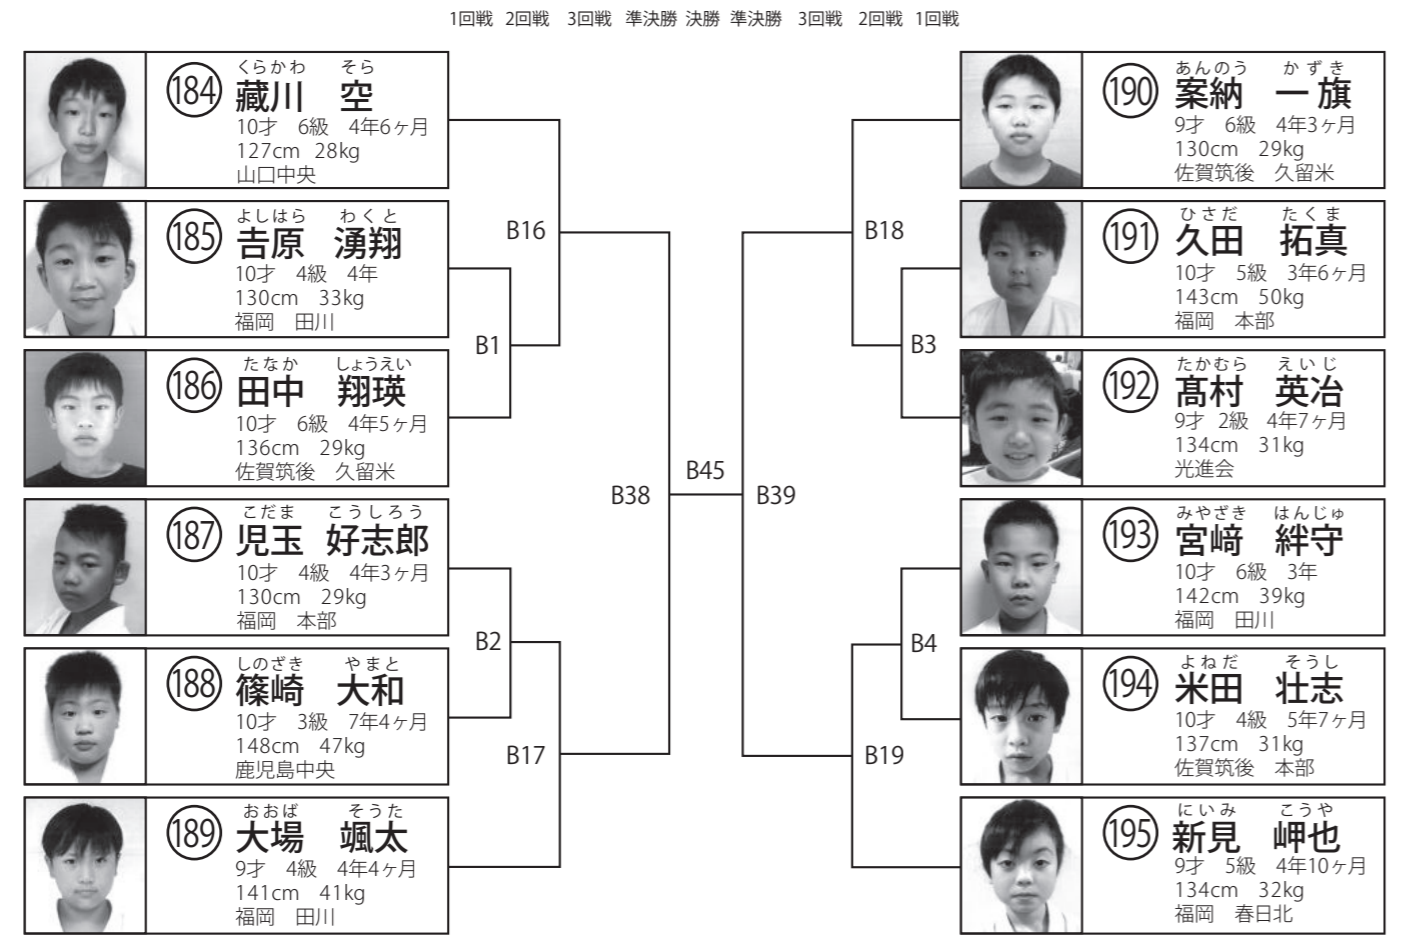 1回戦 2回戦 3回戦 準決勝 決勝 準決勝 3回戦 2回戦 1回戦
184
くらかわ そら
藏川 空
10才 6級 4年6ヶ月
127cm 28kg
山口中央
185
よしはら わくと
吉原 湧翔
10才 4級 4年
130cm 33kg
福岡 田川
186
たなか しょうえい
田中 翔瑛
10才 6級 4年5ヶ月
136cm 29kg
佐賀筑後 久留米
187
こだま こうしろう
児玉 好志郎
10才 4級 4年3ヶ月
130cm 29kg
福岡 本部
188
しのざき やまと
篠崎 大和
10才 3級 7年4ヶ月
148cm 47kg
鹿児島中央
189
おおば そうた
大場 颯太
9才 4級 4年4ヶ月
141cm 41kg
福岡 田川
B16
B1
B2
B17
B38
B45
B39
B18
B3
B4
B19
190
あんのう かずき
案納 一旗
9才 6級 4年3ヶ月
130cm 29kg
佐賀筑後 久留米
191
ひさだ たくま
久田 拓真
10才 5級 3年6ヶ月
143cm 50kg
福岡 本部
192
たかむら えいじ
髙村 英冶
9才 2級 4年7ヶ月
134cm 31kg
光進会
193
みやざき はんじゅ
宮﨑 絆守
10才 6級 3年
142cm 39kg
福岡 田川
194
よねだ そうし
米田 壮志
10才 4級 5年7ヶ月
137cm 31kg
佐賀筑後 本部
195
にいみ こうや
新見 岬也
9才 5級 4年10ヶ月
134cm 32kg
福岡 春日北